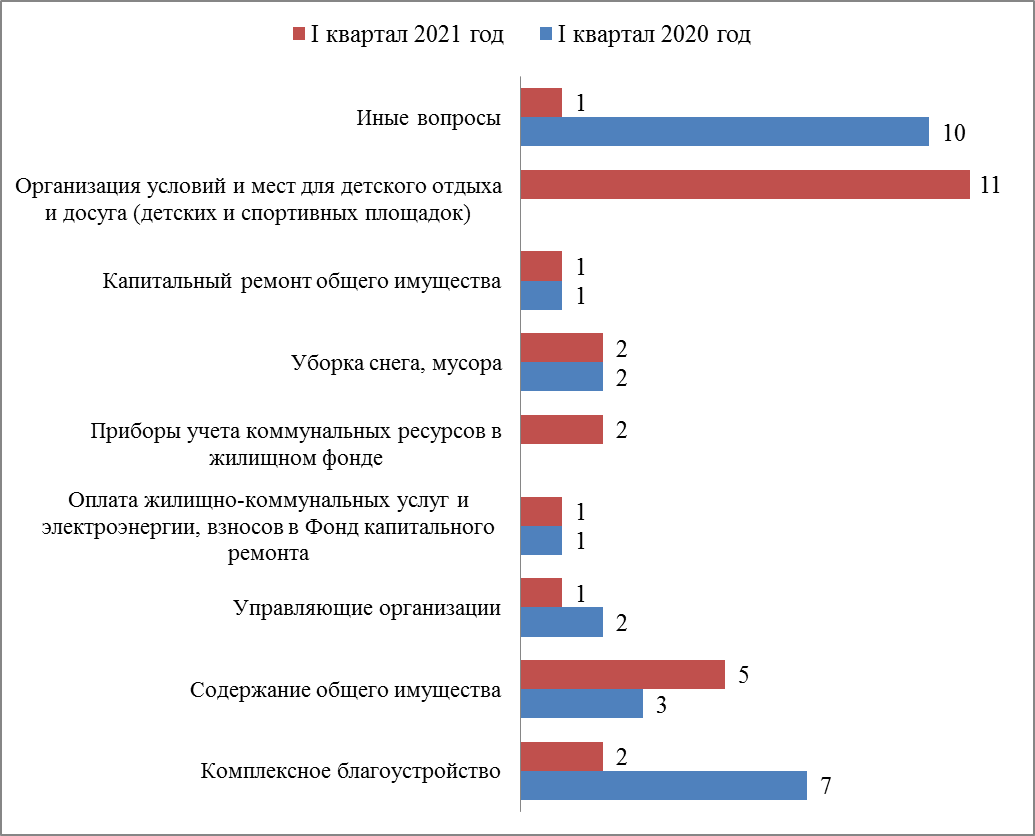 I квартал 2021 год I квартал 2020 год
Иные вопросы
1
10
Организация условий и мест для детского отдыха
и досуга (детских и спортивных площадок)
11
Капитальный ремонт общего имущества
1
1
Уборка снега, мусора
2
2
Приборы учета коммунальных ресурсов в
жилищном фонде
2
Оплата жилищно-коммунальных услуг и
электроэнергии, взносов в Фонд капитального
ремонта
1
1
Управляющие организации
1
2
Содержание общего имущества
5
3
Комплексное благоустройство
2
7